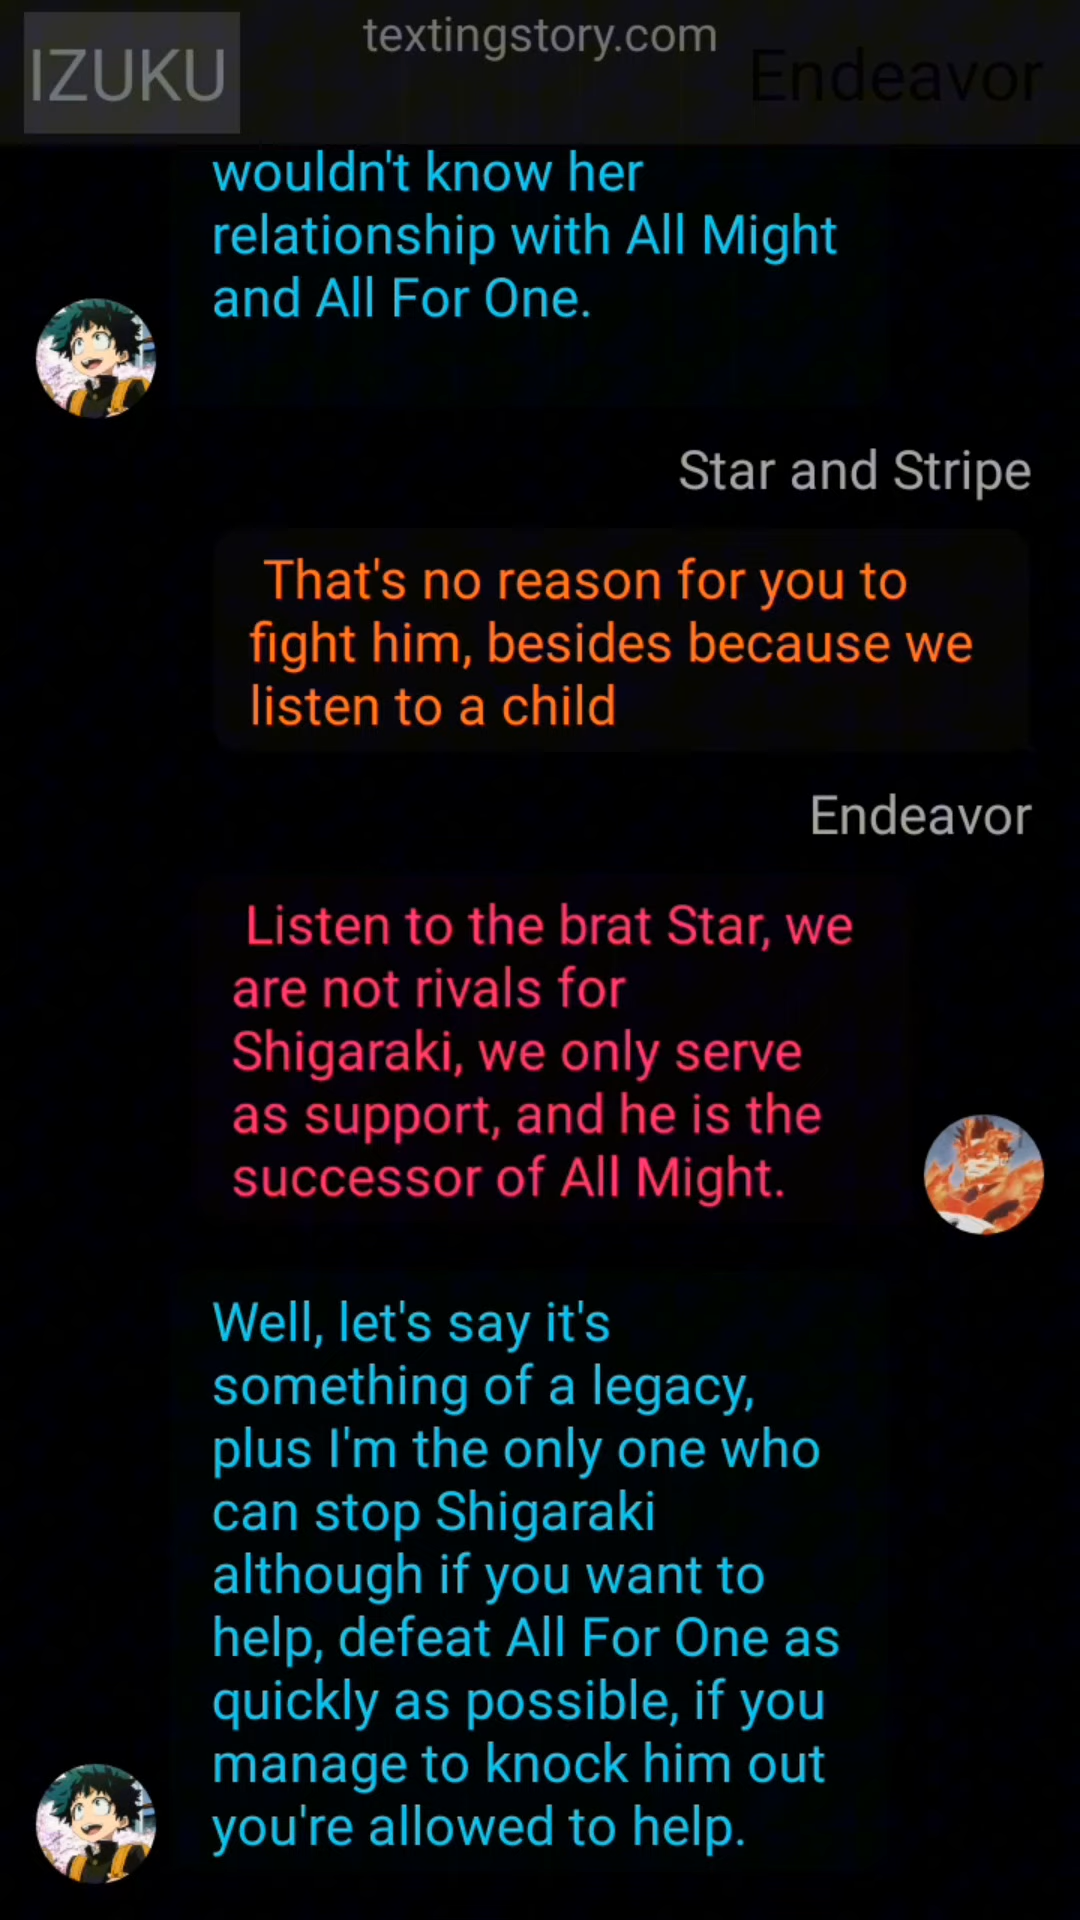 textingstory.com
IZUKU
Endeavor
wouldn't know her
relationship with All Might
and All For One.
Star and Stripe
That's no reason for you to
fight him, besides because we
listen to a child
Endeavor
Listen to the brat Star, we
are not rivals for
Shigaraki, we only serve
as support, and he is the
successor of All Might.
Well, let's say it's
something of a legacy,
plus I'm the only one who
can stop Shigaraki
although if you want to
help, defeat All For One as
quickly as possible, if you
manage to knock him out
you're allowed to help.